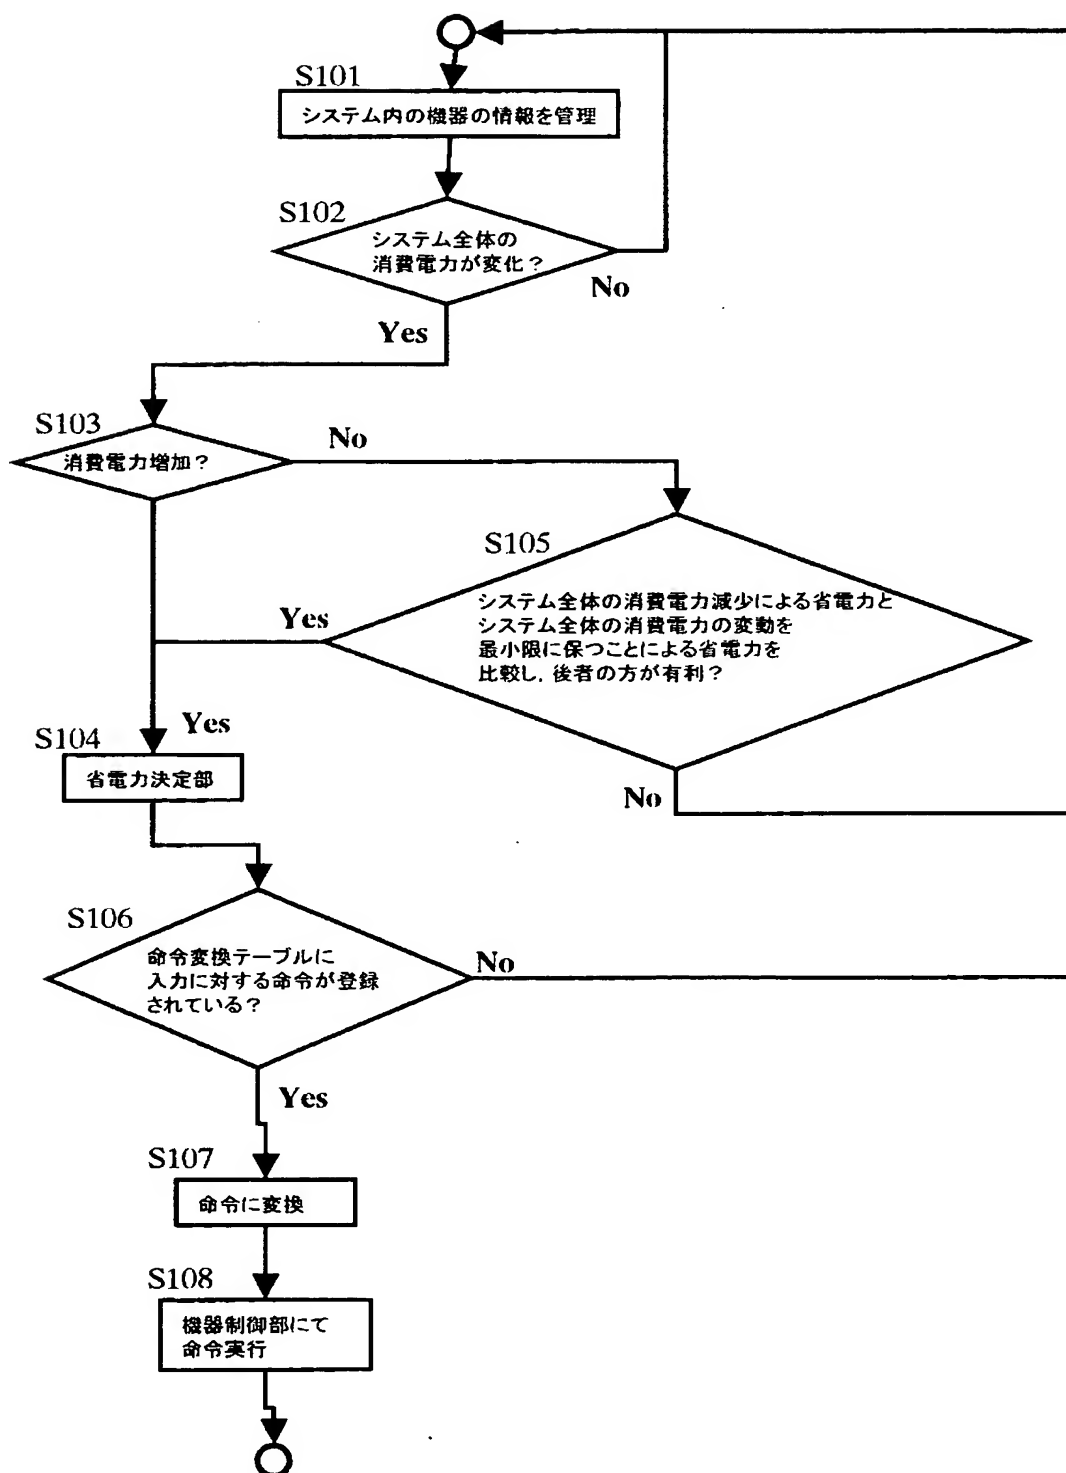 S101
システム内の機器の情報を管理
S102
システム全体の
消費電力が変化？
No
Yes
S103
消費電力増加？
No
S105
システム全体の消費電力減少による省電力と
システム全体の消費電力の変動を
最小限に保つことによる省電力を
比較し, 後者の方が有利？
Yes
Yes
S104
省電力決定部
No
S106
命令変換テーブルに
入力に対する命令が登録
されている？
No
Yes
S107
命令に変換
S108
機器制御部にて
命令実行